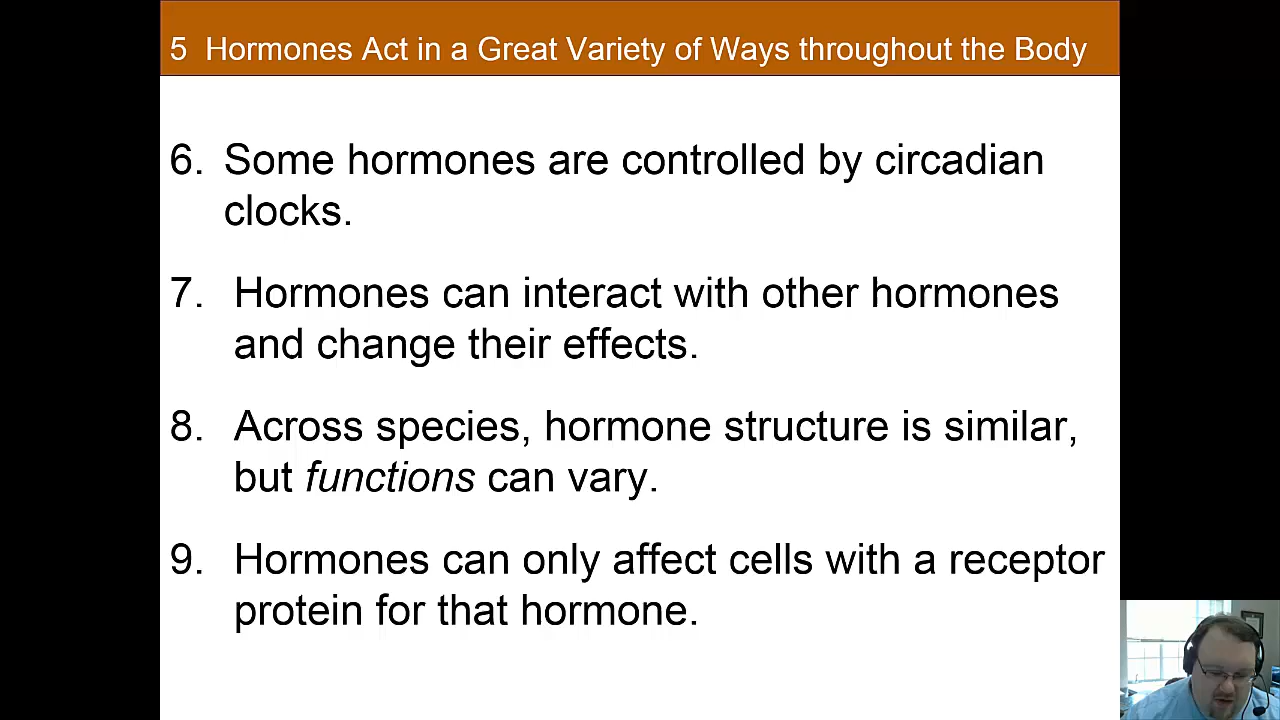 5 Hormones Act in a Great Variety of Ways throughout the Body
6. Some hormones are controlled by circadian
clocks.
7. Hormones can interact with other hormones
and change their effects.
8. Across species, hormone structure is similar,
but functions can vary.
9. Hormones can only affect cells with a receptor
protein for that hormone.